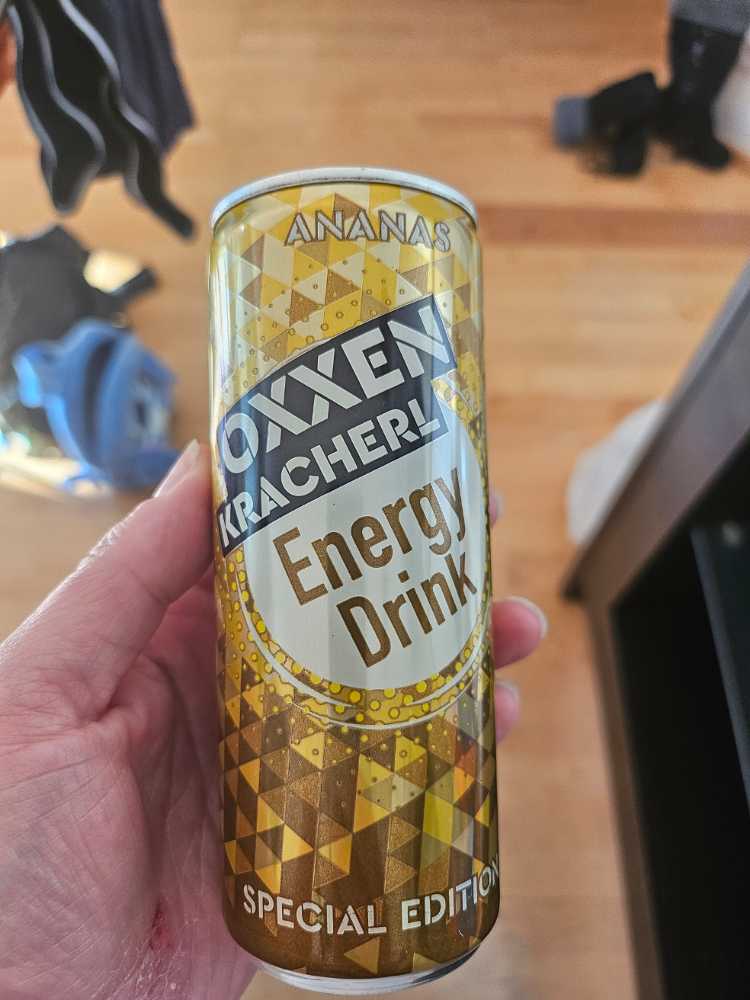 ANANAS
OXXEN
KRACHERL
Energy
Drink
SPECIAL EDITION